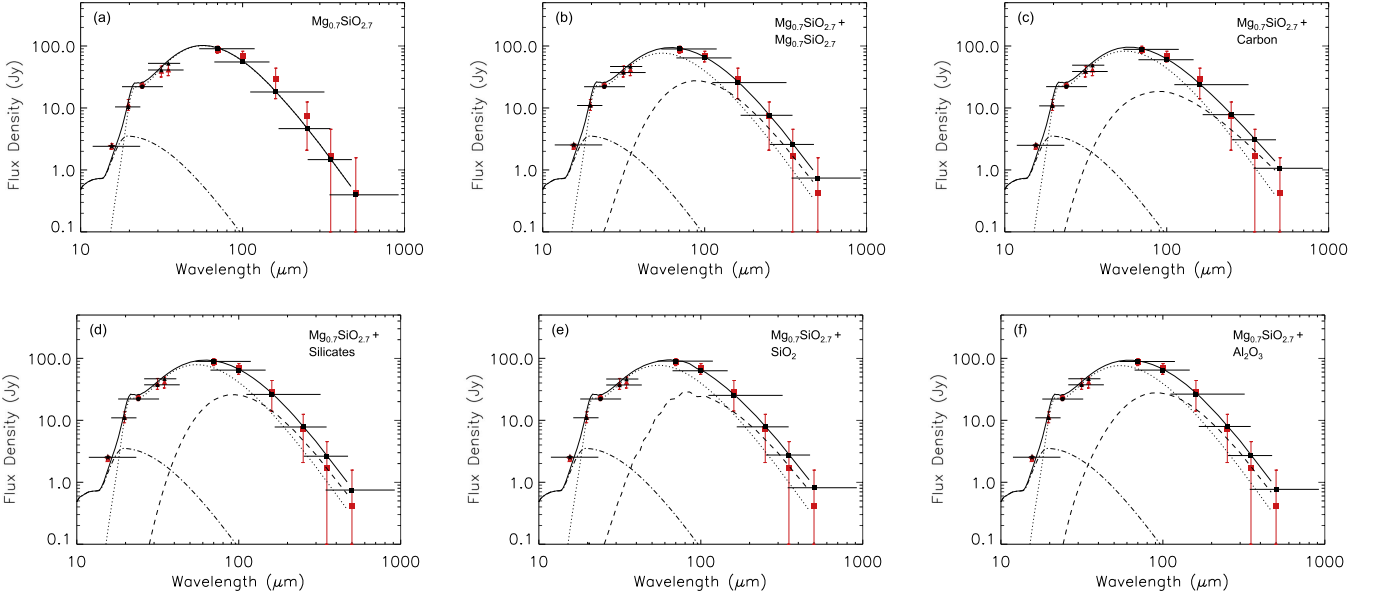 (a)
Mg0.7SiO2.7
Flux Density (Jy)
100.0
10.0
1.0
0.1
10
100
1000
Wavelength (μm)
(b)
Mg0.7SiO2.7 +
Mg0.7SiO2.7
Flux Density (Jy)
100.0
10.0
1.0
0.1
10
100
1000
Wavelength (μm)
(c)
Mg0.7SiO2.7 +
Carbon
Flux Density (Jy)
100.0
10.0
1.0
0.1
10
100
1000
Wavelength (μm)
(d)
Mg0.7SiO2.7 +
Silicates
Flux Density (Jy)
100.0
10.0
1.0
0.1
10
100
1000
Wavelength (μm)
(e)
Mg0.7SiO2.7 +
SiO2
Flux Density (Jy)
100.0
10.0
1.0
0.1
10
100
1000
Wavelength (μm)
(f)
Mg0.7SiO2.7 +
Al2O3
Flux Density (Jy)
100.0
10.0
1.0
0.1
10
100
1000
Wavelength (μm)